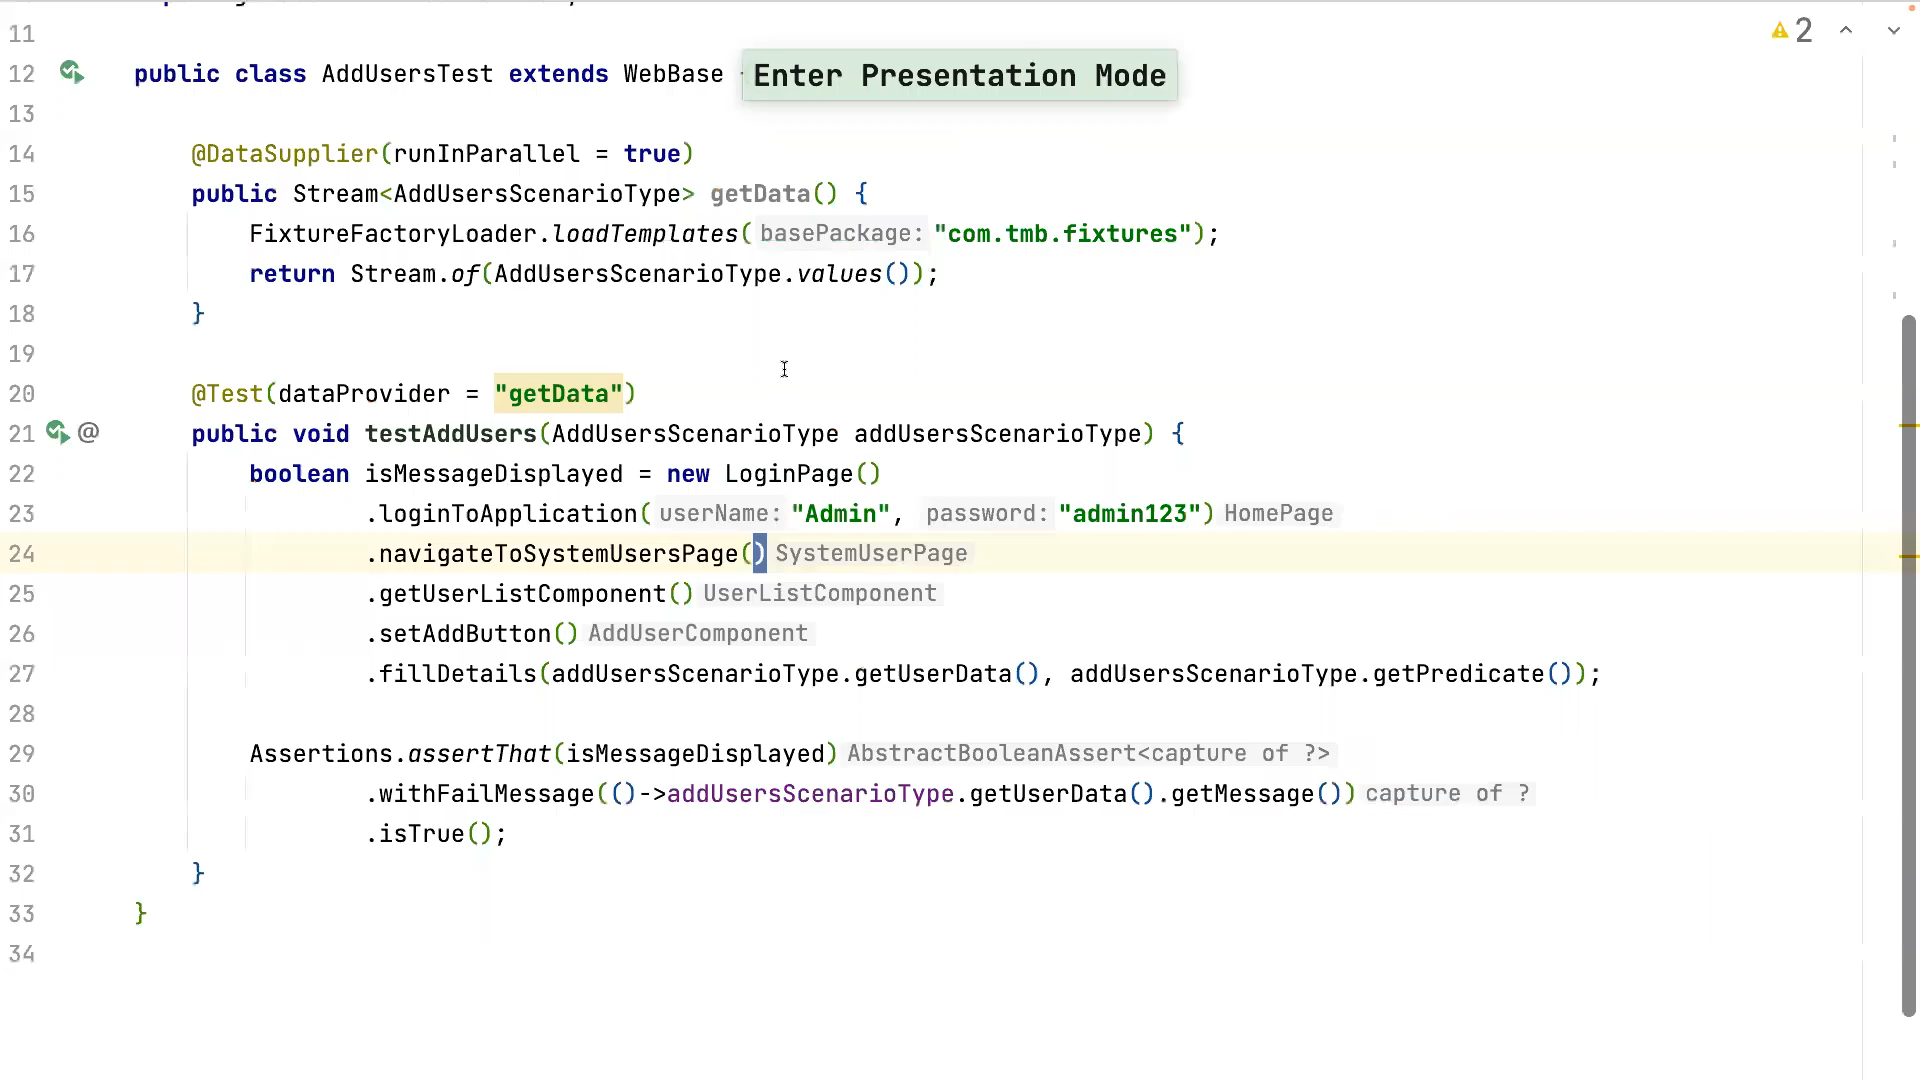 11
2
12 public class AddUsersTest extends WebBase
Enter Presentation Mode
13
14 @DataSupplier(runInParallel = true)
15 public Stream<AddUsersScenarioType> getData() {
16 FixtureFactoryLoader.loadTemplates( basePackage: "com.tmb.fixtures");
17 return Stream.of(AddUsersScenarioType.values());
18 }
19
20 @Test(dataProvider = "getData")
21 @ public void testAddUsers(AddUsersScenarioType addUsersScenarioType) {
22 boolean isMessageDisplayed = new LoginPage()
23 .loginToApplication( userName: "Admin", password: "admin123") HomePage
24 .navigateToSystemUsersPage() SystemUserPage
25 .getUserListComponent() UserListComponent
26 .setAddButton() AddUserComponent
27 .fillDetails(addUsersScenarioType.getUserData(), addUsersScenarioType.getPredicate());
28
29 Assertions.assertThat(isMessageDisplayed) AbstractBooleanAssert<capture of ?>
30 .withFailMessage(()->addUsersScenarioType.getUserData().getMessage()) capture of ?
31 .isTrue();
32 }
33 }
34